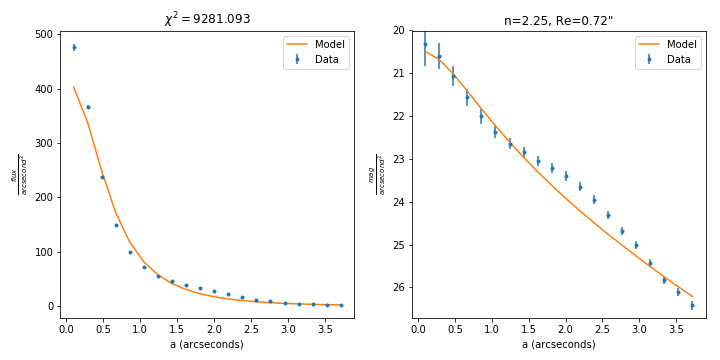 χ² = 9281.093
500
400
300
200
100
0
0.0 0.5 1.0 1.5 2.0 2.5 3.0 3.5
a (arcseconds)
flux
arcsecond²
Model
Data
n=2.25, Re=0.72"
20
21
22
23
24
25
26
0.0 0.5 1.0 1.5 2.0 2.5 3.0 3.5
a (arcseconds)
mag
arcsecond²
Model
Data